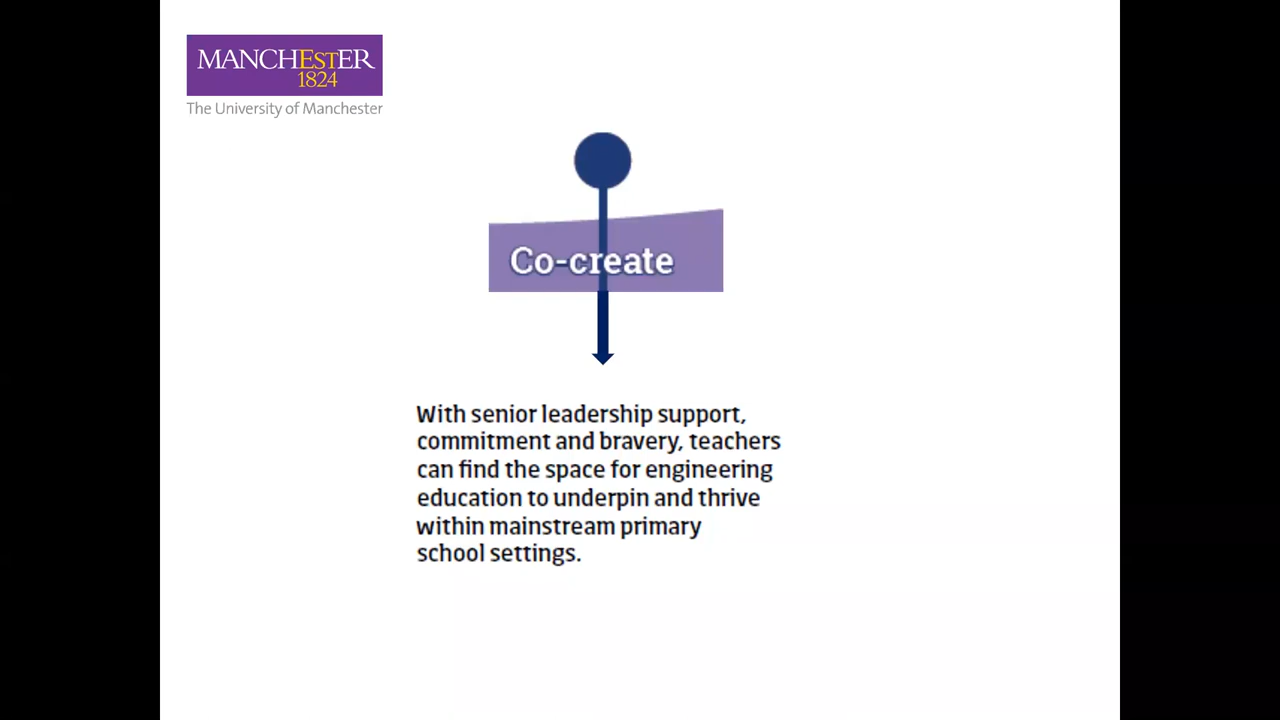 MANCHESTER
1824
The University of Manchester
Co-create
With senior leadership support,
commitment and bravery, teachers
can find the space for engineering
education to underpin and thrive
within mainstream primary
school settings.